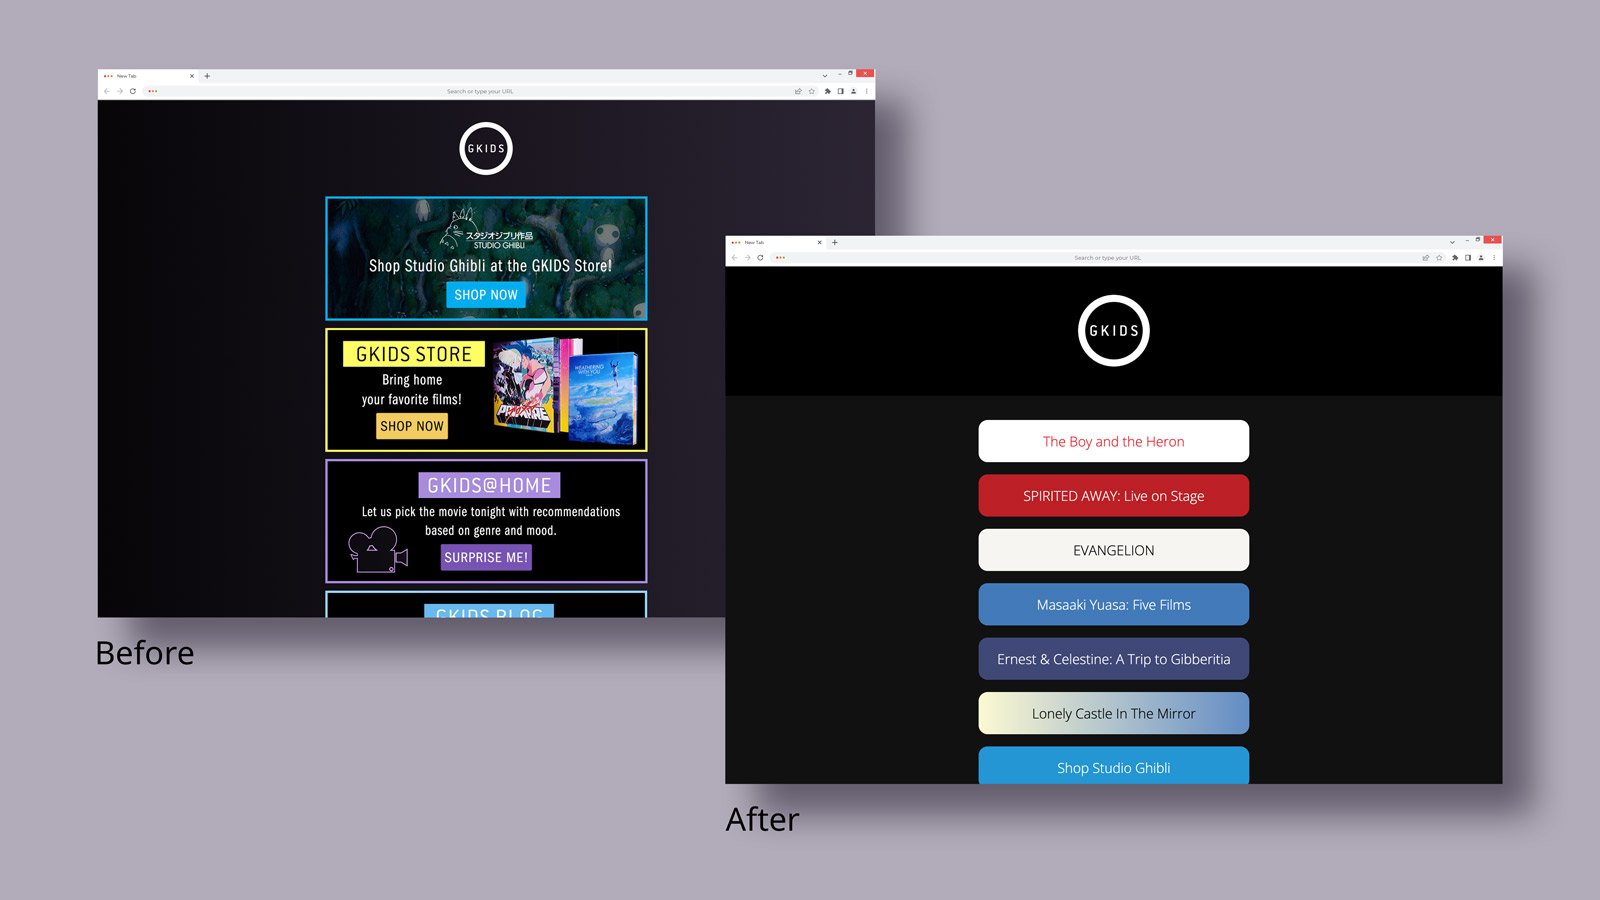 New Tab
Search or type your URL
GKIDS
スタジオジブリ作品
STUDIO GHIBLI
Shop Studio Ghibli at the GKIDS Store!
SHOP NOW
GKIDS STORE
Bring home
your favorite films!
SHOP NOW
WEATHERING
WITH YOU
PROMARE
GKIDS@HOME
Let us pick the movie tonight with recommendations
based on genre and mood.
SURPRISE ME!
GKIDS BLOG
Before
New Tab
Search or type your URL
GKIDS
The Boy and the Heron
SPIRITED AWAY: Live on Stage
EVANGELION
Masaaki Yuasa: Five Films
Ernest & Celestine: A Trip to Gibberitia
Lonely Castle In The Mirror
Shop Studio Ghibli
After